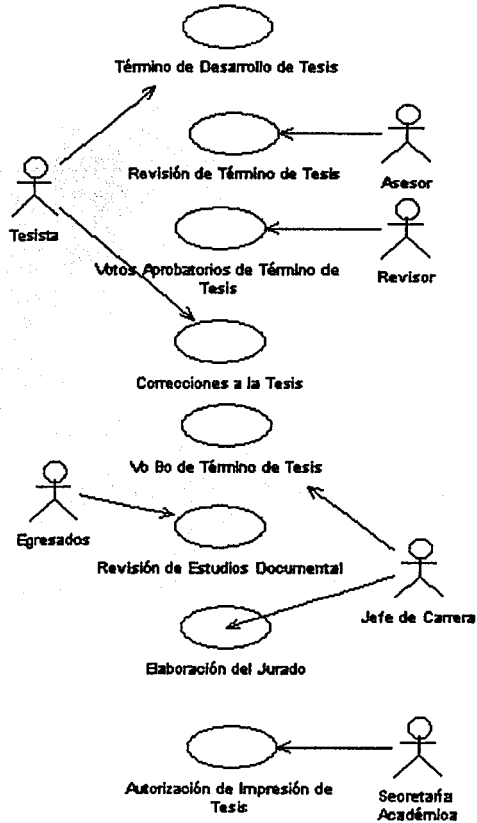 Término de Desarrollo de Tesis
Revisión de Término de Tesis
Asesor
Tesista
Votos Aprobatorios de Término de
Tesis
Revisor
Correcciones a la Tesis
Vo Bo de Término de Tesis
Egresados
Revisión de Estudios Documental
Jefe de Carrera
Elaboración del Jurado
Autorización de Impresión de
Tesis
Secretaría
Académica